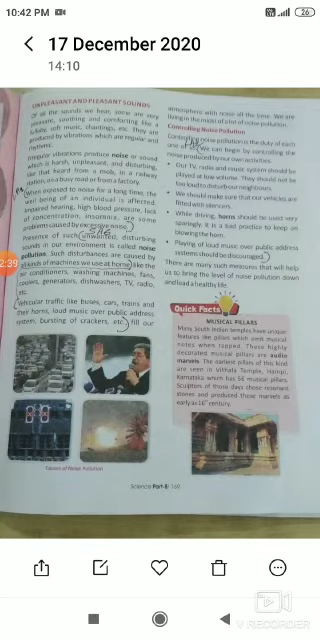 10:42 PM
26
17 December 2020
14:10
UNPLEASANT AND PLEASANT SOUNDS
Of all the sounds we hear, some are very
pleasant, soothing and comforting like a
lullaby, soft music, chantings, etc. They are
produced by vibrations which are regular and
rhythmic.
Irregular vibrations produce noise or sound
which is harsh, unpleasant, and disturbing,
like that heard from a mob, in a railway
station, on a busy road or from a factory.
When exposed to noise for a long time, the
well being of an individual is affected.
Impaired hearing, high blood pressure, lack
of concentration, insomnia, are some
problems caused by excessive noise.
Presence of such unwanted, disturbing
sounds in our environment is called noise
pollution. Such disturbances are caused by
all kinds of machines we use at home like the
air conditioners, washing machines, fans,
coolers, generators, dishwashers, TV, radio,
etc.
Vehicular traffic like buses, cars, trains and
their horns, loud music over public address
system, bursting of crackers, etc. fill our
2:39
Causes of Noise Pollution
atmosphere with noise all the time. We are
living in the midst of a lot of noise pollution.
Controlling Noise Pollution
Controlling noise pollution is the duty of each
one of us. We can begin by controlling the
noise produced by our own activities.
• Our TV, radio and music system should be
played at low volume. They should not be
too loud to disturb our neighbours.
• We should make sure that our vehicles are
fitted with silencers.
• While driving, horns should be used very
sparingly. It is a bad practice to keep on
blowing the horn.
• Playing of loud music over public address
systems should be discouraged.
There are many such measures that will help
us to bring the level of noise pollution down
and lead a healthy life.
Quick Facts
MUSICAL PILLARS
Many South Indian temples have unique
features like pillars which emit musical
notes when tapped. These highly
decorated musical pillars are audio
marvels. The earliest pillars of this kind
are seen in Vitthala Temple, Hampi,
Karnataka which has 56 musical pillars.
Sculptors of those days chose resonant
stones and produced these marvels as
early as 16th century.
Science Part-8| 169
V RECORDER